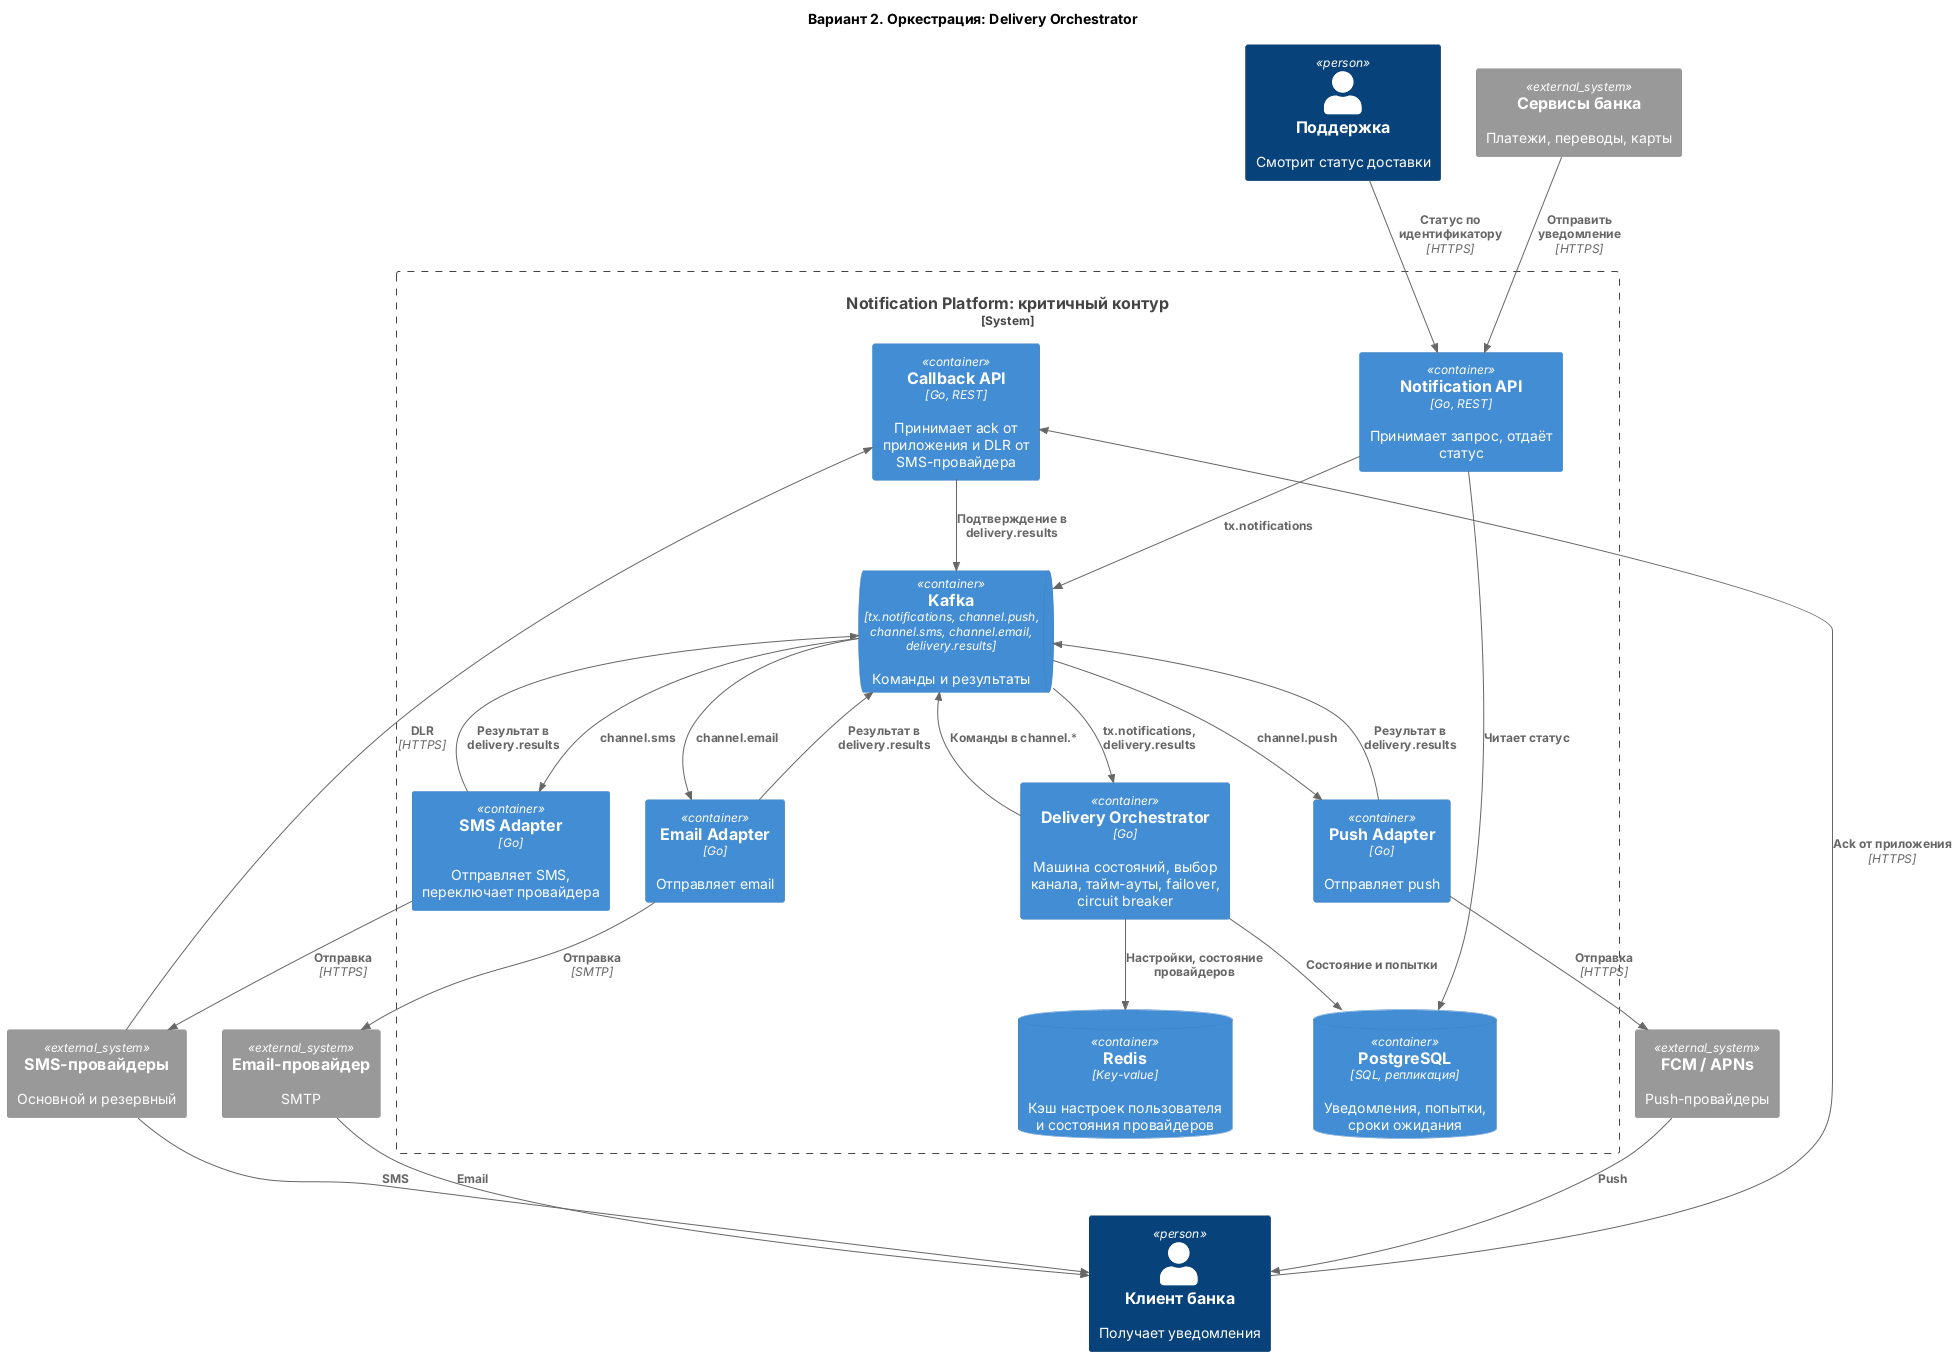 Вариант 2. Оркестрация: Delivery Orchestrator
«person»
Поддержка
Смотрит статус доставки
«external_system»
Сервисы банка
Платежи, переводы, карты
Статус по
идентификатору
[HTTPS]
Отправить
уведомление
[HTTPS]
Notification Platform: критичный контур
[System]
«container»
Callback API
[Go, REST]
Принимает ack от
приложения и DLR от
SMS-провайдера
«container»
Notification API
[Go, REST]
Принимает запрос, отдаёт
статус
Подтверждение в
delivery.results
tx.notifications
«container»
Kafka
[tx.notifications, channel.push,
channel.sms, channel.email,
delivery.results]
Команды и результаты
DLR
[HTTPS]
Результат в
delivery.results
channel.sms
channel.email
Результат в
delivery.results
Команды в channel.*
tx.notifications,
delivery.results
channel.push
Результат в
delivery.results
Читает статус
«container»
SMS Adapter
[Go]
Отправляет SMS,
переключает провайдера
«container»
Email Adapter
[Go]
Отправляет email
«container»
Delivery Orchestrator
[Go]
Машина состояний, выбор
канала, тайм-ауты, failover,
circuit breaker
«container»
Push Adapter
[Go]
Отправляет push
Ack от приложения
[HTTPS]
Отправка
[HTTPS]
Отправка
[SMTP]
Настройки, состояние
провайдеров
Состояние и попытки
Отправка
[HTTPS]
«external_system»
SMS-провайдеры
Основной и резервный
«external_system»
Email-провайдер
SMTP
«container»
Redis
[Key-value]
Кэш настроек пользователя
и состояния провайдеров
«container»
PostgreSQL
[SQL, репликация]
Уведомления, попытки,
сроки ожидания
«external_system»
FCM / APNs
Push-провайдеры
SMS
Email
Push
«person»
Клиент банка
Получает уведомления